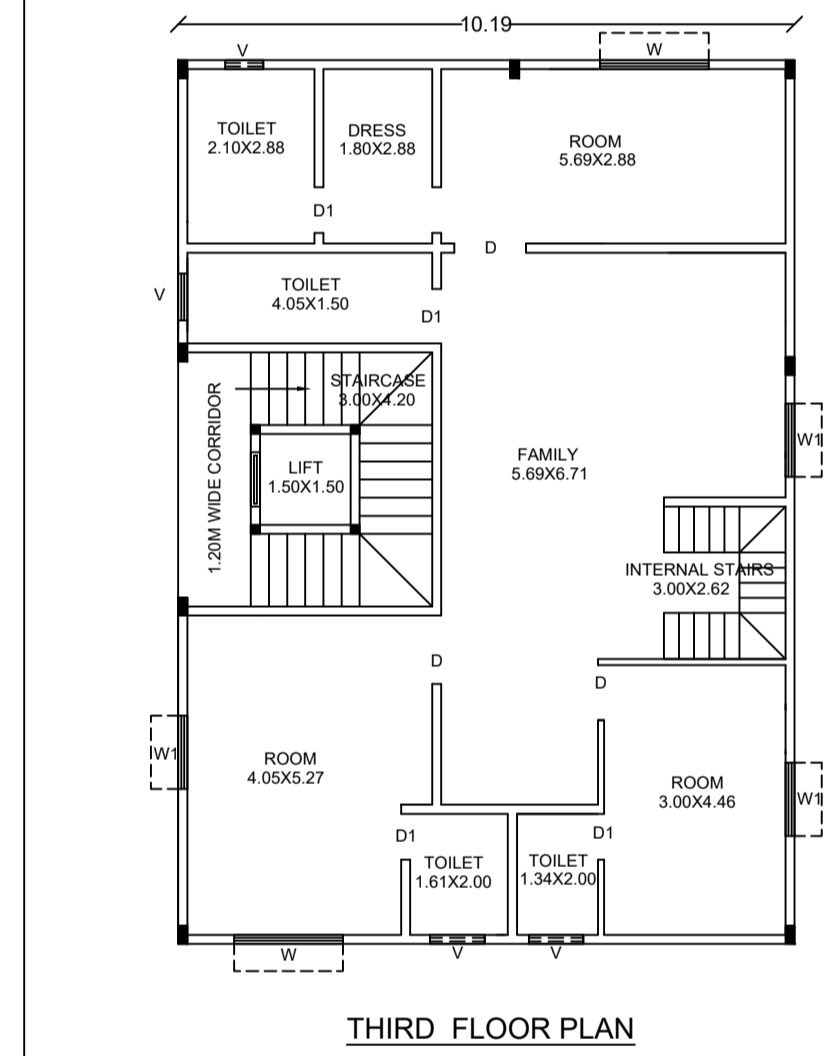 10.19
V
W
TOILET
2.10X2.88
DRESS
1.80X2.88
ROOM
5.69X2.88
D1
D
V
TOILET
4.05X1.50
D1
STAIRCASE
3.00X4.20
1.20M WIDE CORRIDOR
LIFT
1.50X1.50
FAMILY
5.69X6.71
W1
INTERNAL STAIRS
3.00X2.62
D
D
W1
ROOM
4.05X5.27
ROOM
3.00X4.46
W1
D1
D1
TOILET
1.61X2.00
TOILET
1.34X2.00
W
V
V
THIRD FLOOR PLAN